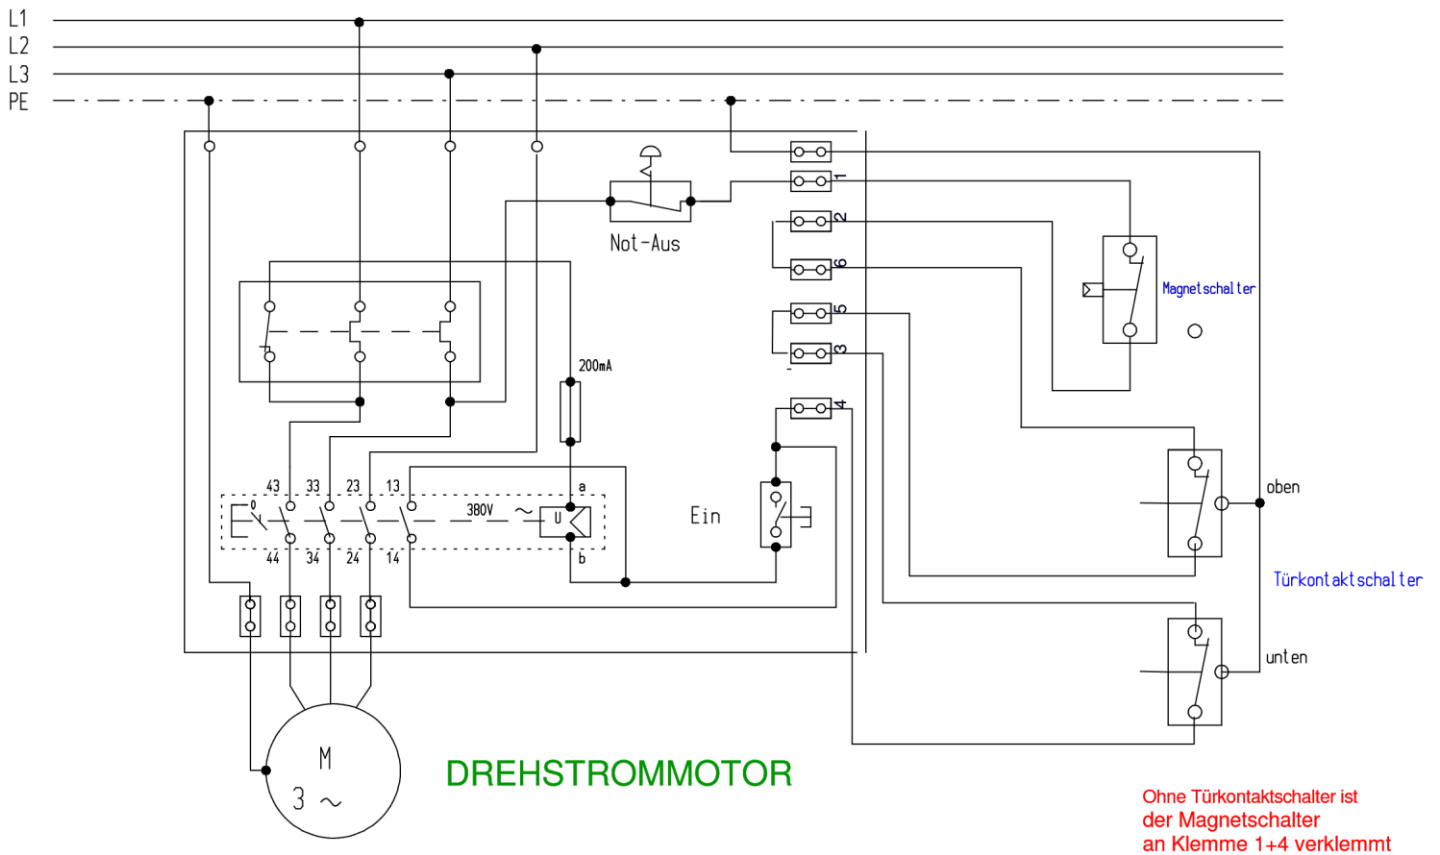 L1
L2
L3
PE
1
2
Not-Aus
6
Magnetschalter
5
3
200mA
4
43 33 23 13 a
oben
0
380V ~ U
Ein
44 34 24 14 b
Türkontaktschalter
unten
M
3 ~
DREHSTROMMOTOR
Ohne Türkontaktschalter ist
der Magnetschalter
an Klemme 1+4 verklemmt